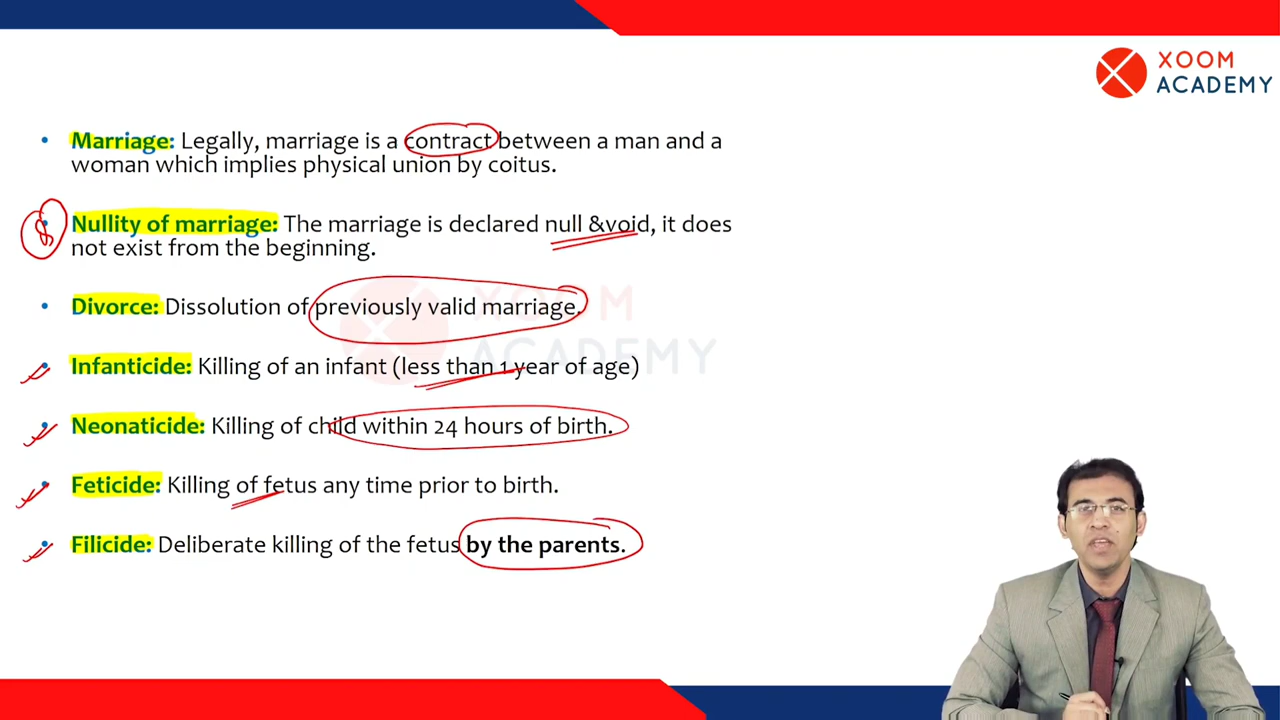 XOOM
ACADEMY
Marriage: Legally, marriage is a contract between a man and a
woman which implies physical union by coitus.
Nullity of marriage: The marriage is declared null &void, it does
not exist from the beginning.
Divorce: Dissolution of previously valid marriage.
XOOM
ACADEMY
Infanticide: Killing of an infant (less than 1 year of age)
Neonaticide: Killing of child within 24 hours of birth.
Feticide: Killing of fetus any time prior to birth.
Filicide: Deliberate killing of the fetus by the parents.